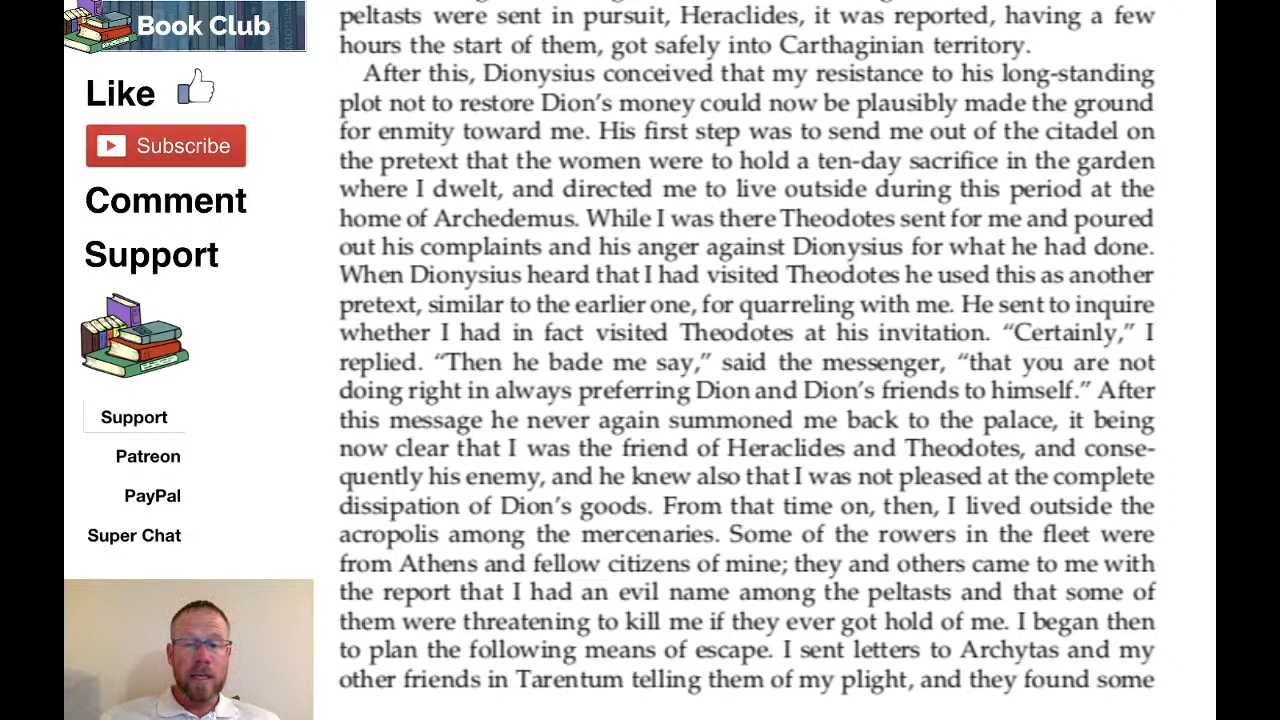 Book Club
Like
Subscribe
Comment
Support
Support
Patreon
PayPal
Super Chat
peltasts were sent in pursuit, Heraclides, it was reported, having a few
hours the start of them, got safely into Carthaginian territory.
After this, Dionysius conceived that my resistance to his long-standing
plot not to restore Dion's money could now be plausibly made the ground
for enmity toward me. His first step was to send me out of the citadel on
the pretext that the women were to hold a ten-day sacrifice in the garden
where I dwelt, and directed me to live outside during this period at the
home of Archedemus. While I was there Theodotes sent for me and poured
out his complaints and his anger against Dionysius for what he had done.
When Dionysius heard that I had visited Theodotes he used this as another
pretext, similar to the earlier one, for quarreling with me. He sent to inquire
whether I had in fact visited Theodotes at his invitation. “Certainly,” I
replied. “Then he bade me say,” said the messenger, “that you are not
doing right in always preferring Dion and Dion's friends to himself.” After
this message he never again summoned me back to the palace, it being
now clear that I was the friend of Heraclides and Theodotes, and conse-
quently his enemy, and he knew also that I was not pleased at the complete
dissipation of Dion's goods. From that time on, then, I lived outside the
acropolis among the mercenaries. Some of the rowers in the fleet were
from Athens and fellow citizens of mine; they and others came to me with
the report that I had an evil name among the peltasts and that some of
them were threatening to kill me if they ever got hold of me. I began then
to plan the following means of escape. I sent letters to Archytas and my
other friends in Tarentum telling them of my plight, and they found some